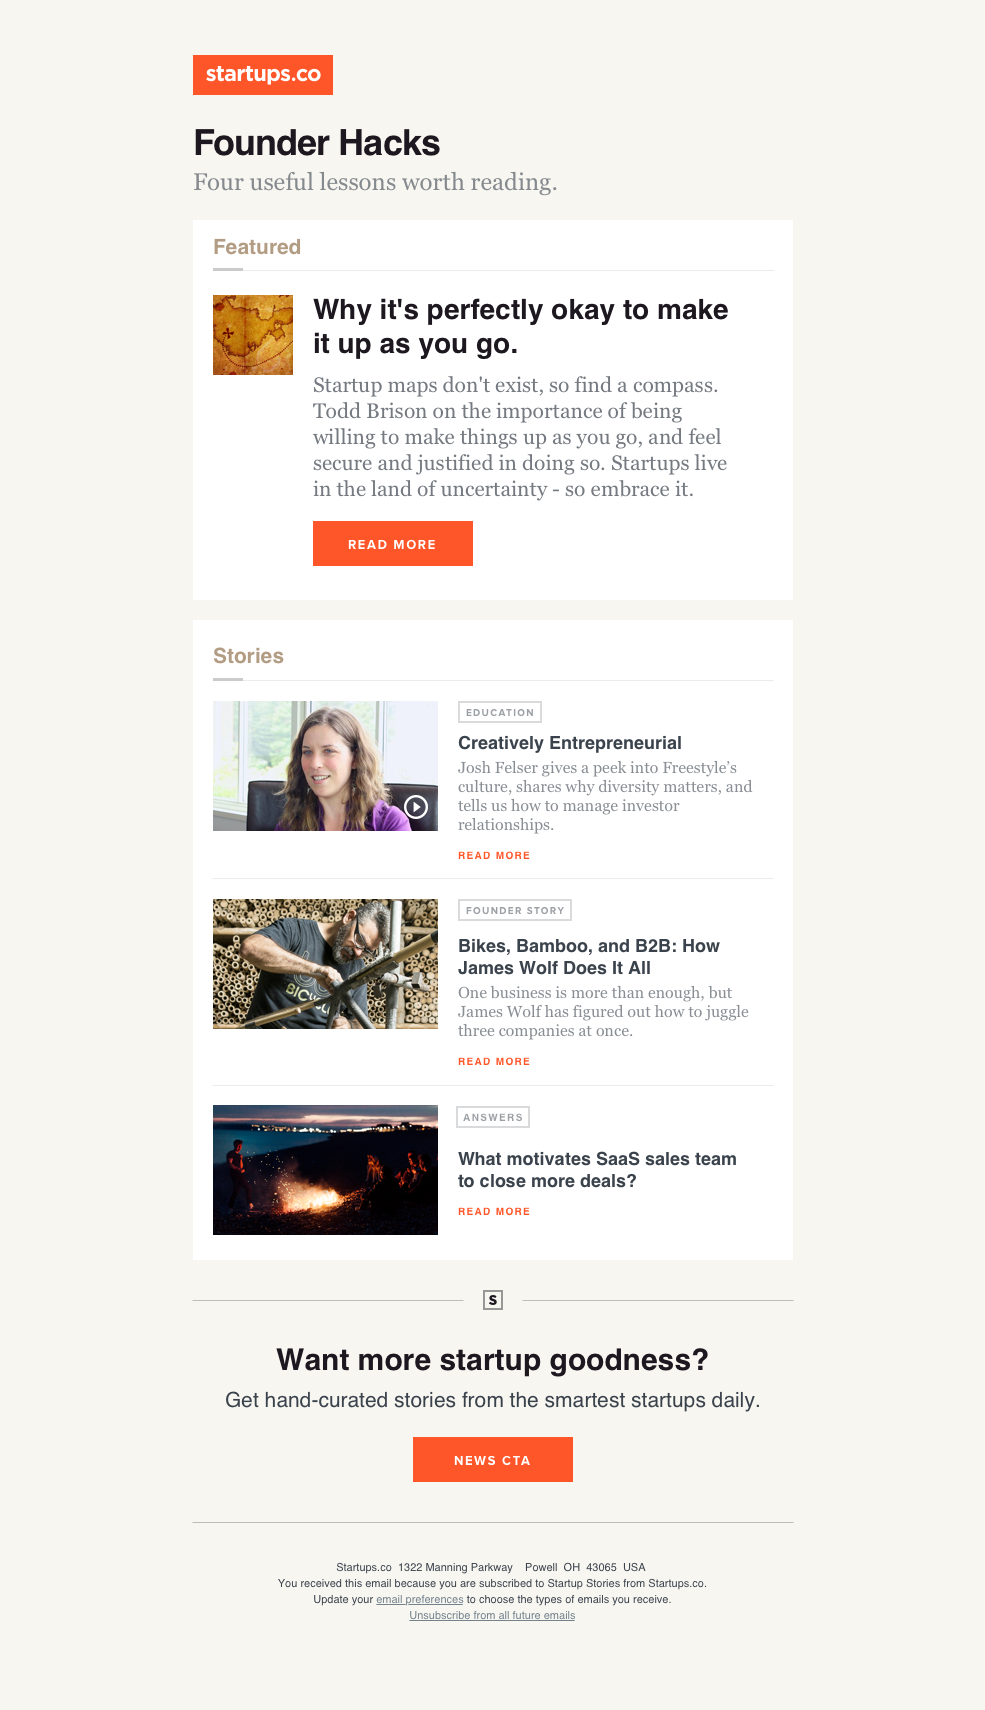 startups.co
Founder Hacks
Four useful lessons worth reading.
Featured
Why it's perfectly okay to make
it up as you go.
Startup maps don't exist, so find a compass.
Todd Brison on the importance of being
willing to make things up as you go, and feel
secure and justified in doing so. Startups live
in the land of uncertainty - so embrace it.
READ MORE
Stories
EDUCATION
Creatively Entrepreneurial
Josh Felser gives a peek into Freestyle’s
culture, shares why diversity matters, and
tells us how to manage investor
relationships.
READ MORE
FOUNDER STORY
Bikes, Bamboo, and B2B: How
James Wolf Does It All
One business is more than enough, but
James Wolf has figured out how to juggle
three companies at once.
READ MORE
ANSWERS
What motivates SaaS sales team
to close more deals?
READ MORE
S
Want more startup goodness?
Get hand-curated stories from the smartest startups daily.
NEWS CTA
Startups.co 1322 Manning Parkway Powell OH 43065 USA
You received this email because you are subscribed to Startup Stories from Startups.co.
Update your email preferences to choose the types of emails you receive.
Unsubscribe from all future emails